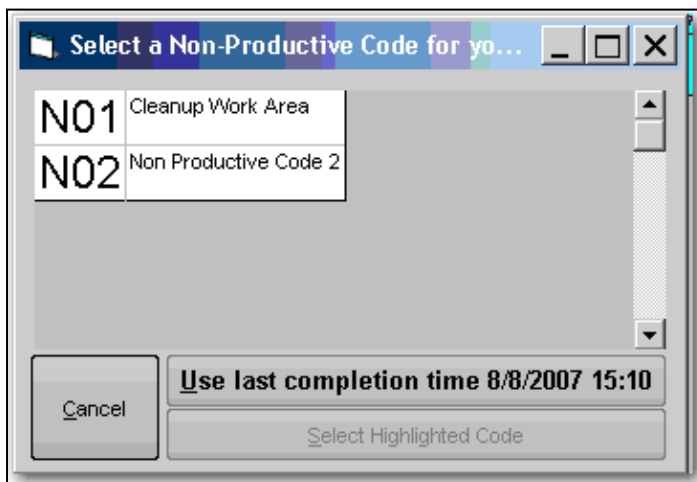 Select a Non-Productive Code for yo...
N01 Cleanup Work Area
N02 Non Productive Code 2
Use last completion time 8/8/2007 15:10
Cancel
Select Highlighted Code